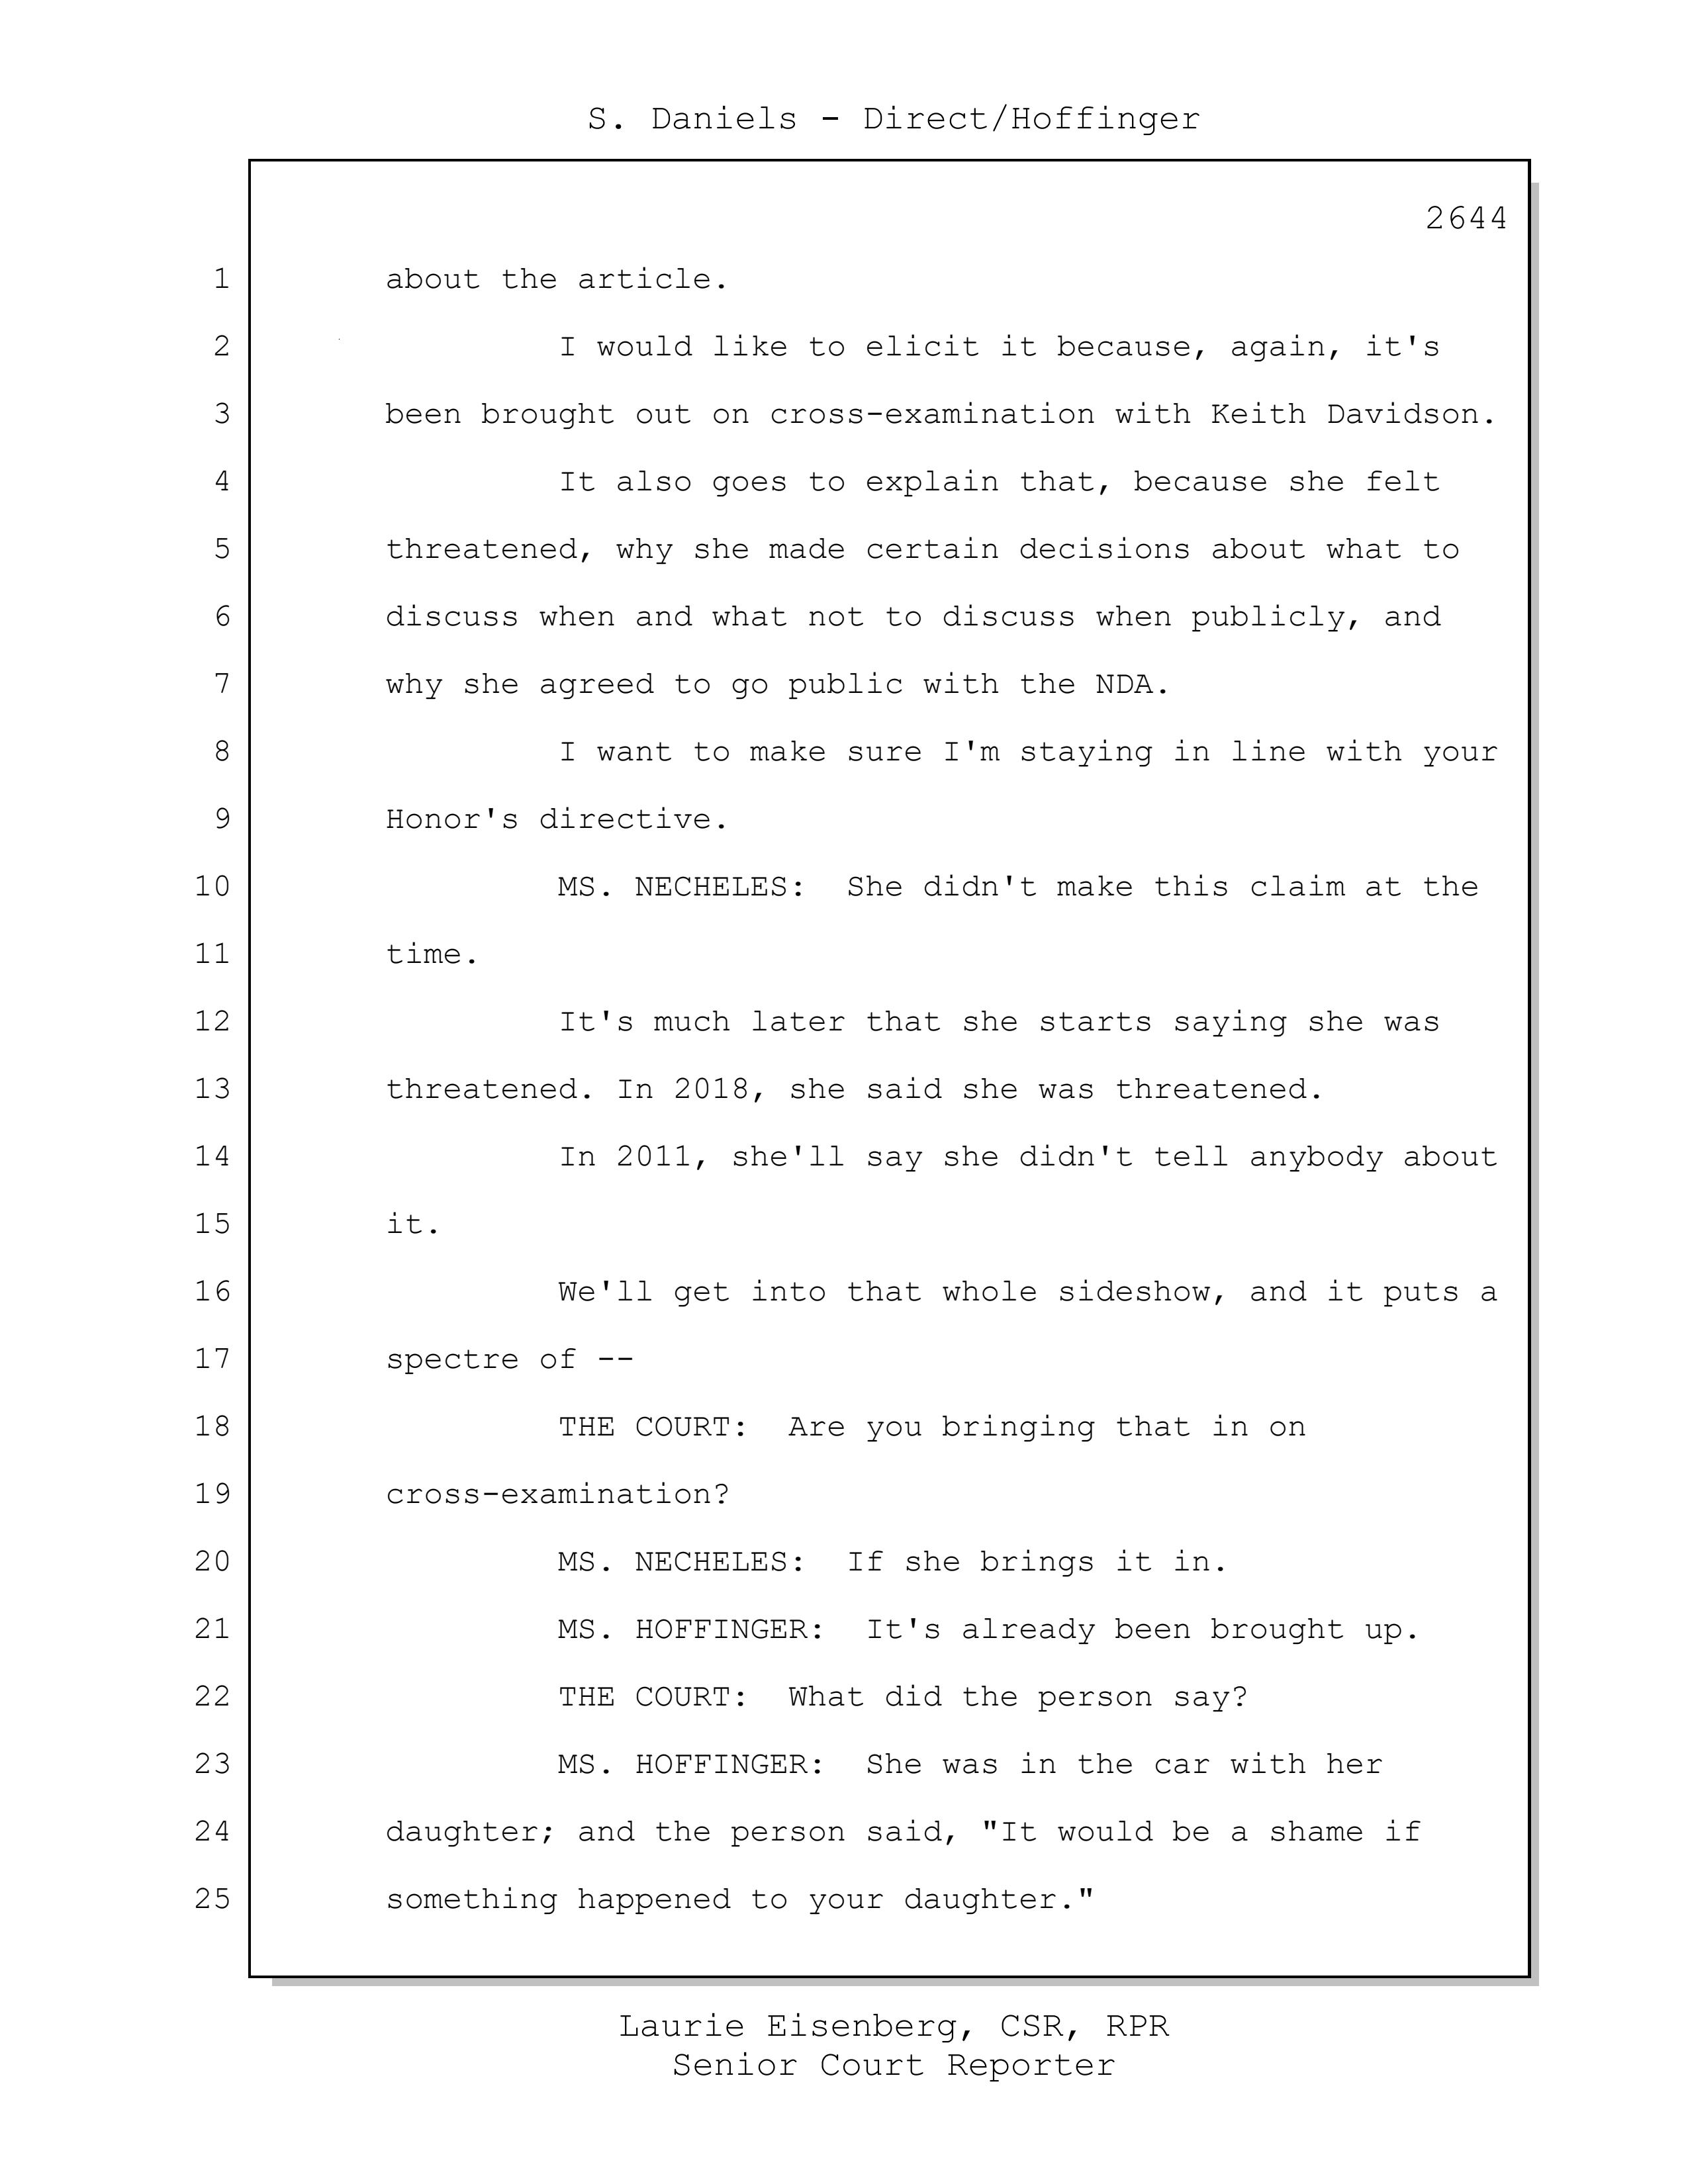 S. Daniels - Direct/Hoffinger
2644
1 about the article.
2 I would like to elicit it because, again, it's
3 been brought out on cross-examination with Keith Davidson.
4 It also goes to explain that, because she felt
5 threatened, why she made certain decisions about what to
6 discuss when and what not to discuss when publicly, and
7 why she agreed to go public with the NDA.
8 I want to make sure I'm staying in line with your
9 Honor's directive.
10 MS. NECHELES: She didn't make this claim at the
11 time.
12 It's much later that she starts saying she was
13 threatened. In 2018, she said she was threatened.
14 In 2011, she'll say she didn't tell anybody about
15 it.
16 We'll get into that whole sideshow, and it puts a
17 spectre of --
18 THE COURT: Are you bringing that in on
19 cross-examination?
20 MS. NECHELES: If she brings it in.
21 MS. HOFFINGER: It's already been brought up.
22 THE COURT: What did the person say?
23 MS. HOFFINGER: She was in the car with her
24 daughter; and the person said, "It would be a shame if
25 something happened to your daughter."
Laurie Eisenberg, CSR, RPR
Senior Court Reporter